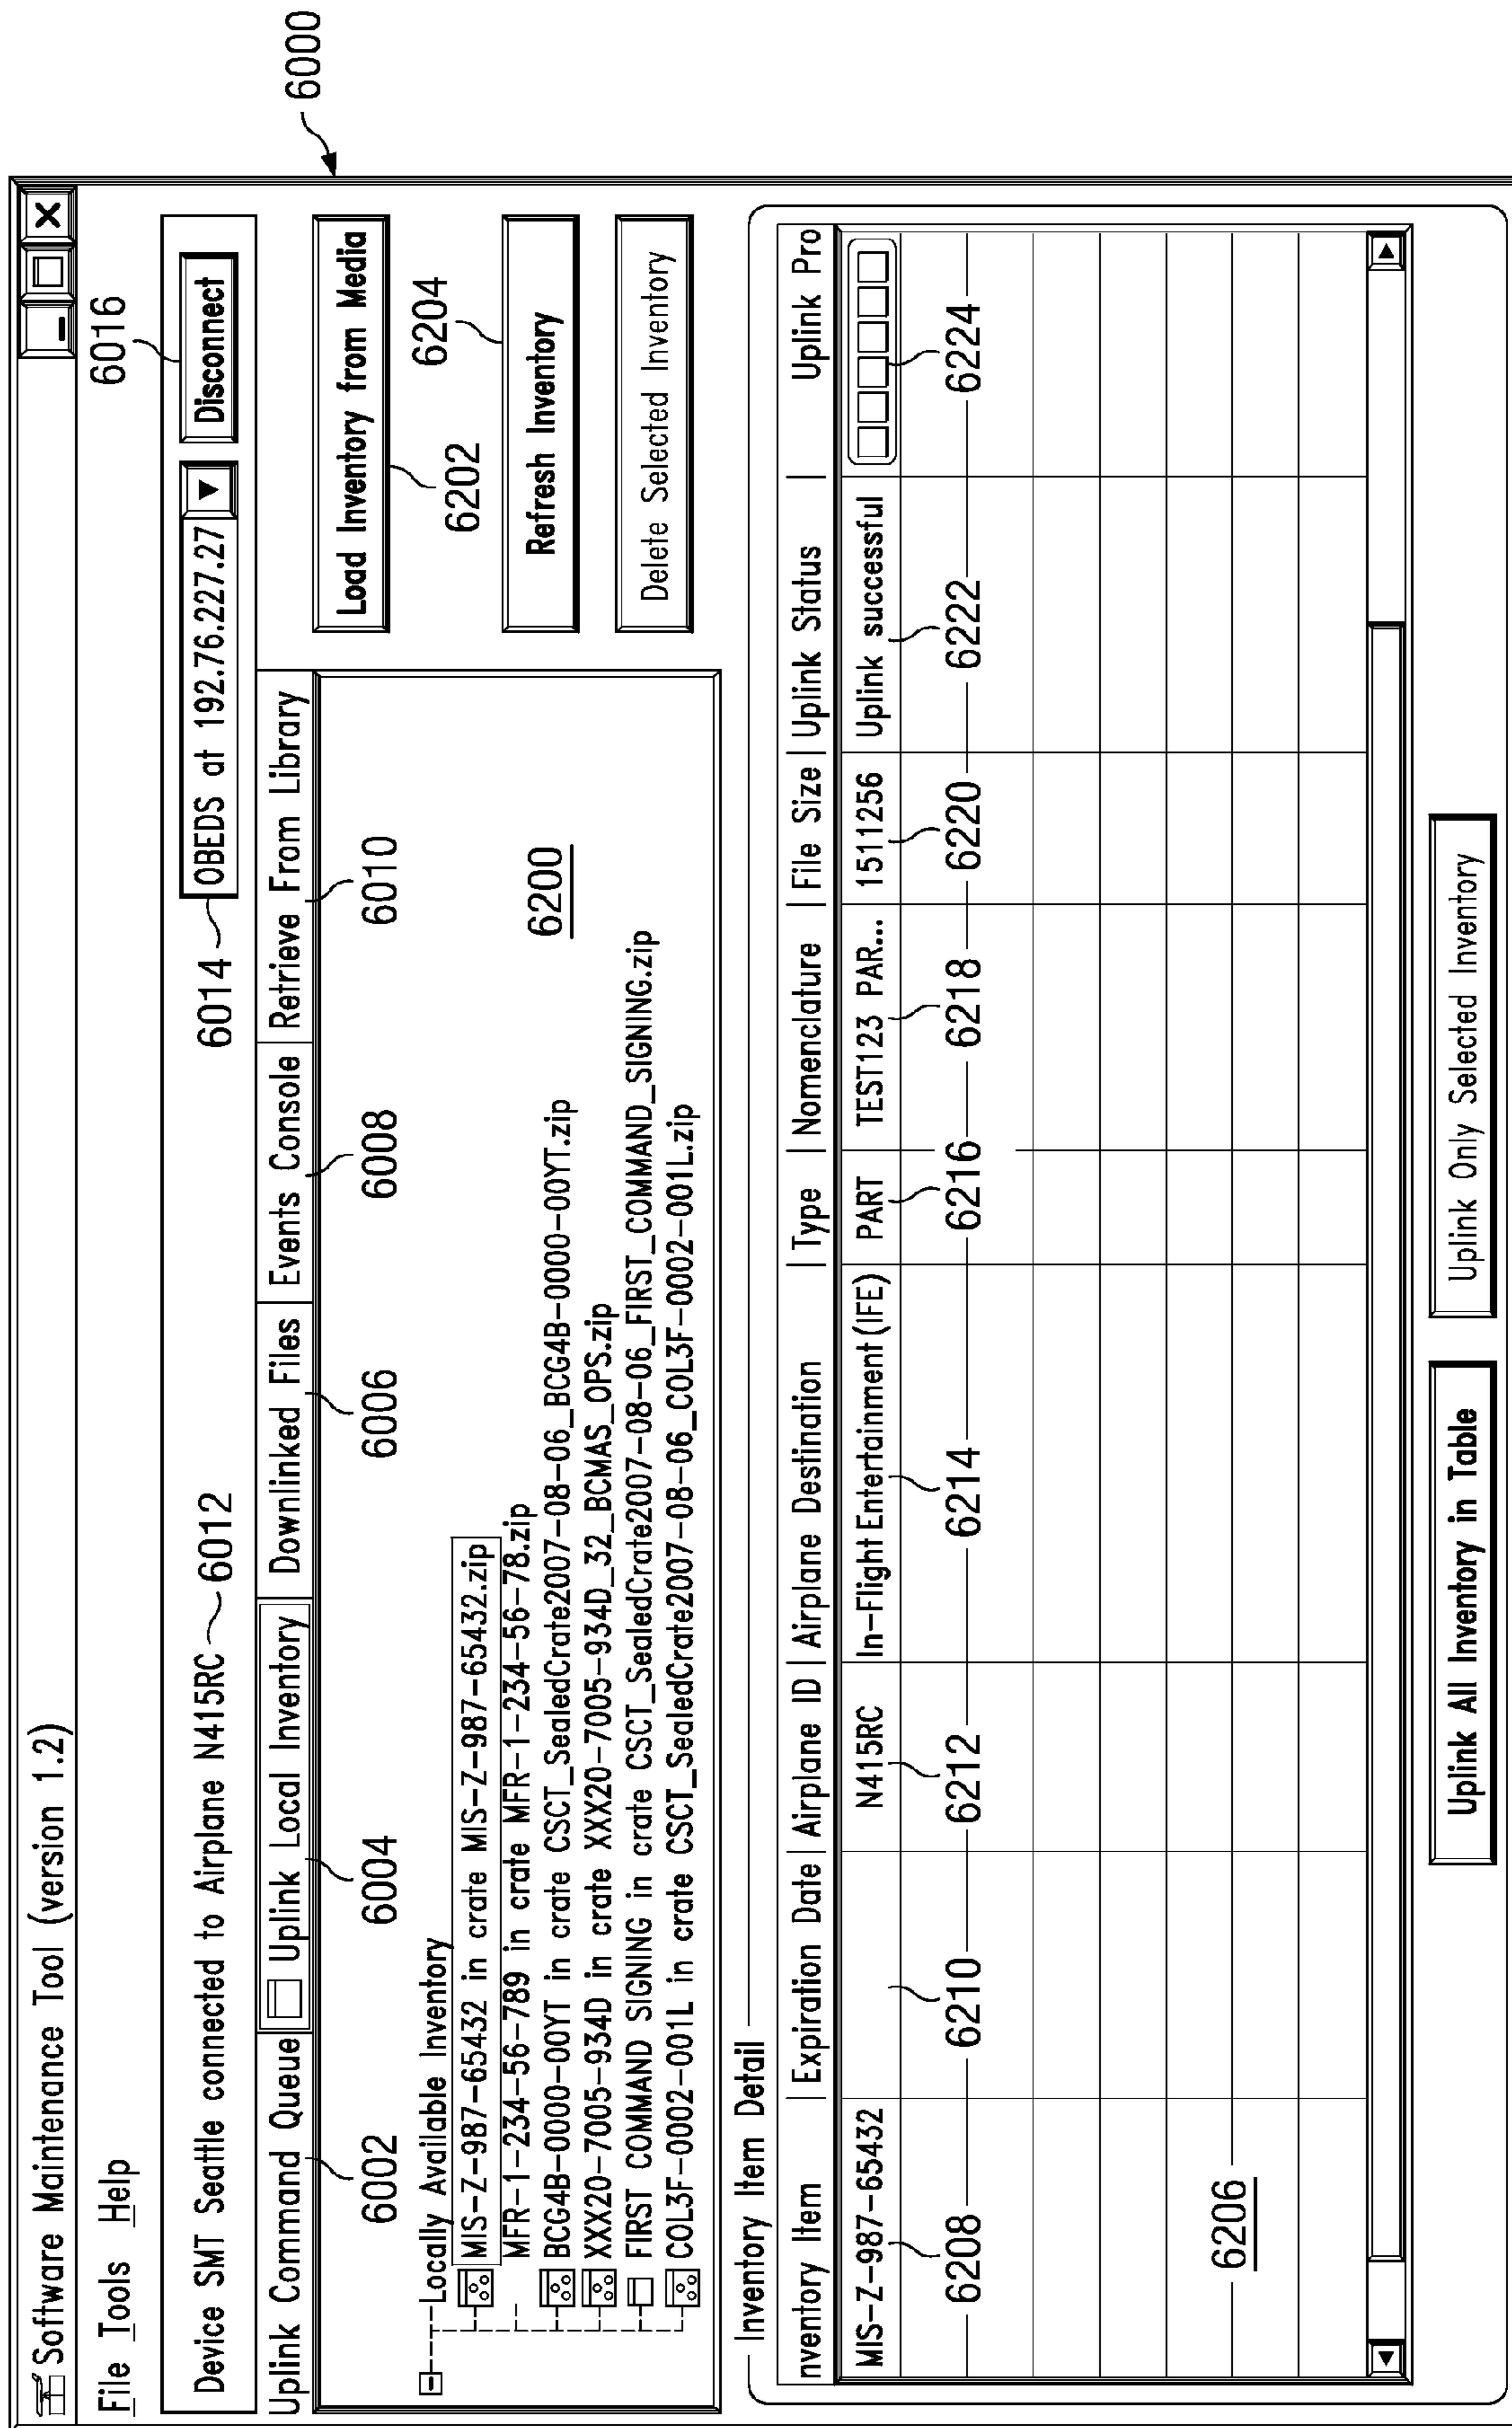 Software Maintenance Tool (version 1.2)
6016
6000
File Tools Help
Device SMT Seattle connected to Airplane N415RC 6012
6014 OBEDS at 192.76.227.27 Disconnect
Uplink Command Queue Uplink Local Inventory Downlinked Files Events Console Retrieve From Library
6002 6004 6006 6008 6010
Load Inventory from Media
6202 6204
Refresh Inventory
Delete Selected Inventory
Locally Available Inventory
MIS-Z-987-65432 in crate MIS-Z-987-65432.zip
MFR-1-234-56-789 in crate MFR-1-234-56-78.zip
BCG4B-0000-00YT in crate CSCT_SealedCrate2007-08-06_BCG4B-0000-00YT.zip
XXX20-7005-934D in crate XXX20-7005-934D_32_BCMAS_OPS.zip
FIRST COMMAND SIGNING in crate CSCT_SealedCrate2007-08-06_FIRST_COMMAND_SIGNING.zip
COL3F-0002-001L in crate CSCT_SealedCrate2007-08-06_COL3F-0002-001L.zip
6200
Inventory Item Detail
nventory Item Expiration Date Airplane ID Airplane Destination Type Nomenclature File Size Uplink Status Uplink Pro
MIS-Z-987-65432 N415RC In-Flight Entertainment (IFE) PART TEST123 PAR... 1511256 Uplink successful
6208 6210 6212 6214 6216 6218 6220 6222 6224
6206
Uplink All Inventory in Table Uplink Only Selected Inventory